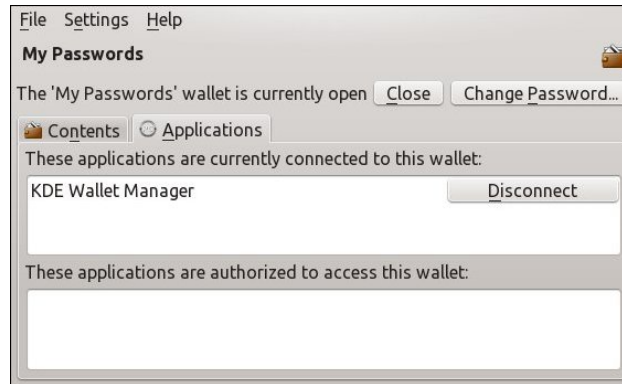 File Settings Help
My Passwords
The 'My Passwords' wallet is currently open Close Change Password...
Contents Applications
These applications are currently connected to this wallet:
KDE Wallet Manager Disconnect
These applications are authorized to access this wallet: